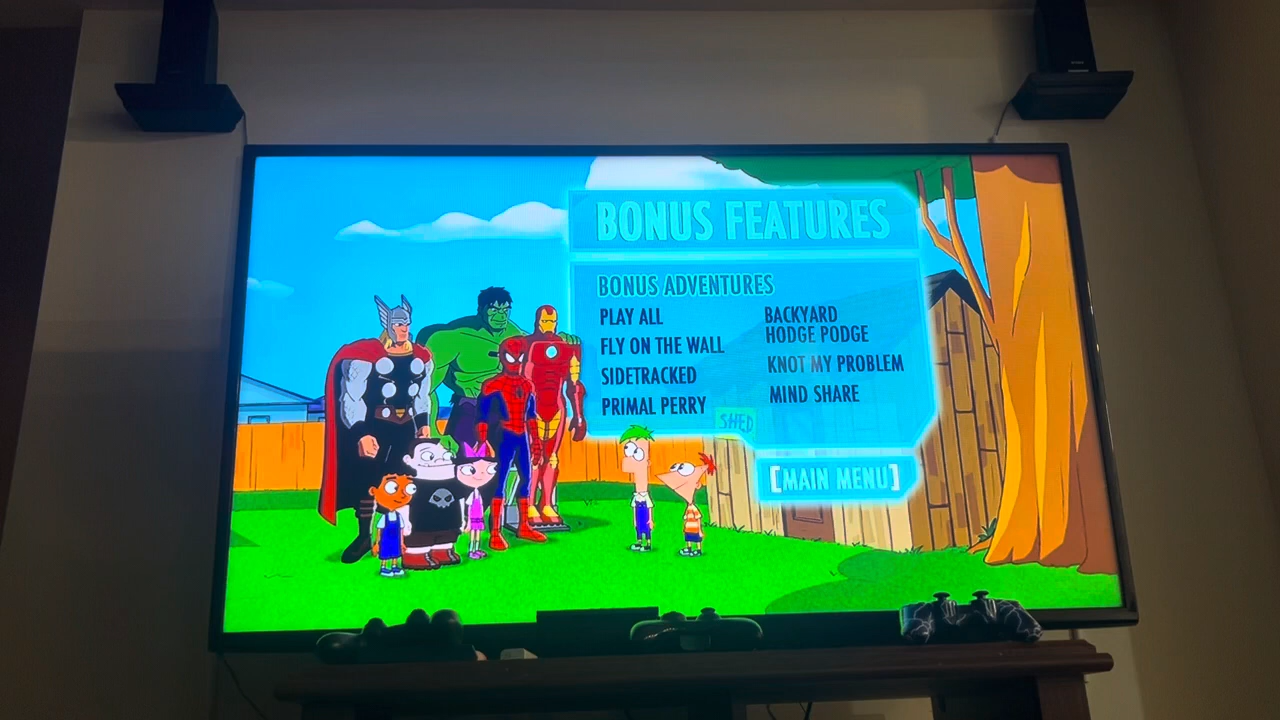 BONUS FEATURES
BONUS ADVENTURES
PLAY ALL
FLY ON THE WALL
SIDETRACKED
PRIMAL PERRY
BACKYARD
HODGE PODGE
KNOT MY PROBLEM
MIND SHARE
SHED
[MAIN MENU]